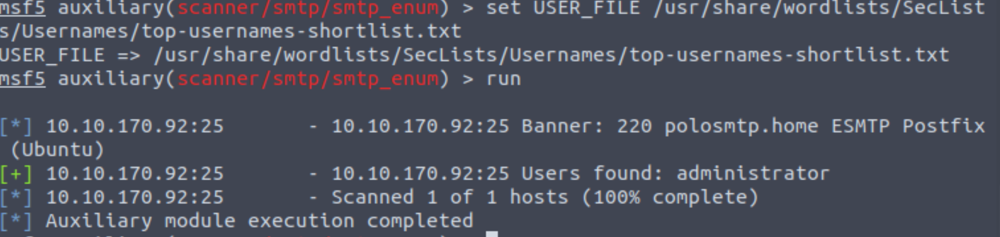 msf5 auxiliary(scanner/smtp/smtp_enum) > set USER_FILE /usr/share/wordlists/SecList
s/Usernames/top-usernames-shortlist.txt
USER_FILE => /usr/share/wordlists/SecLists/Usernames/top-usernames-shortlist.txt
msf5 auxiliary(scanner/smtp/smtp_enum) > run
[*] 10.10.170.92:25 - 10.10.170.92:25 Banner: 220 polosmtp.home ESMTP Postfix
(Ubuntu)
[+] 10.10.170.92:25 - 10.10.170.92:25 Users found: administrator
[*] 10.10.170.92:25 - Scanned 1 of 1 hosts (100% complete)
[*] Auxiliary module execution completed